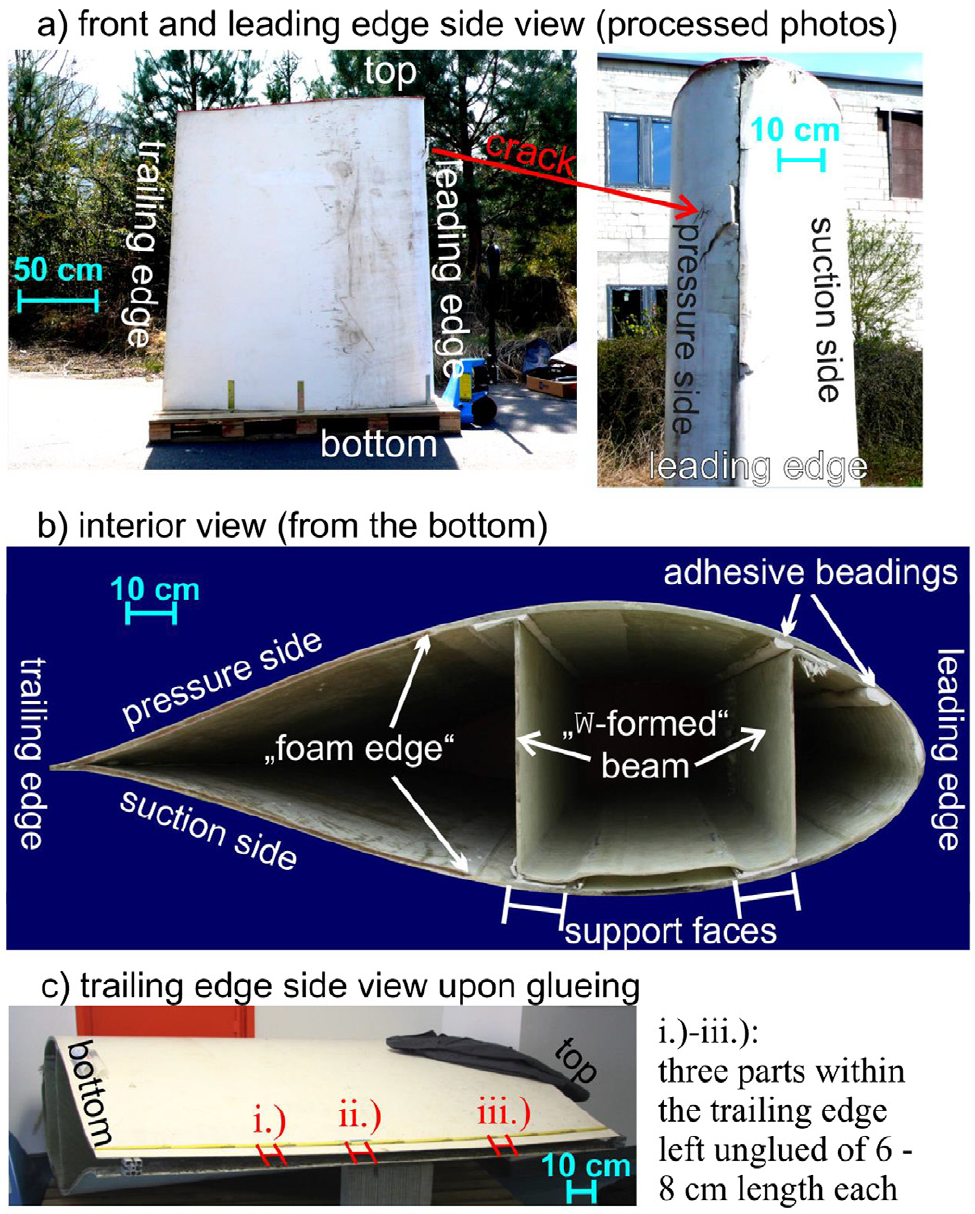 a) front and leading edge side view (processed photos)
top
trailing edge
leading edge
50 cm
bottom
crack
10 cm
pressure side
suction side
leading edge
b) interior view (from the bottom)
10 cm
adhesive beadings
trailing edge
pressure side
leading edge
„foam edge“
„W-formed“
beam
suction side
support faces
c) trailing edge side view upon glueing
bottom
top
i.)
ii.)
iii.)
10 cm
i.)-iii.):
three parts within
the trailing edge
left unglued of 6 -
8 cm length each